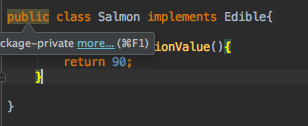 public class Salmon implements Edible{
ckage-private more... (⌘F1)
ionValue(){
return 90;
}
}